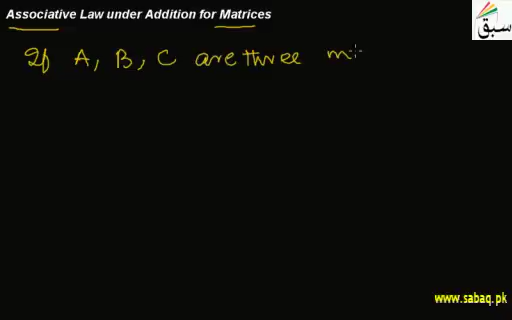 Associative Law under Addition for Matrices
سبق
If A, B, C are three m
www.sabaq.pk